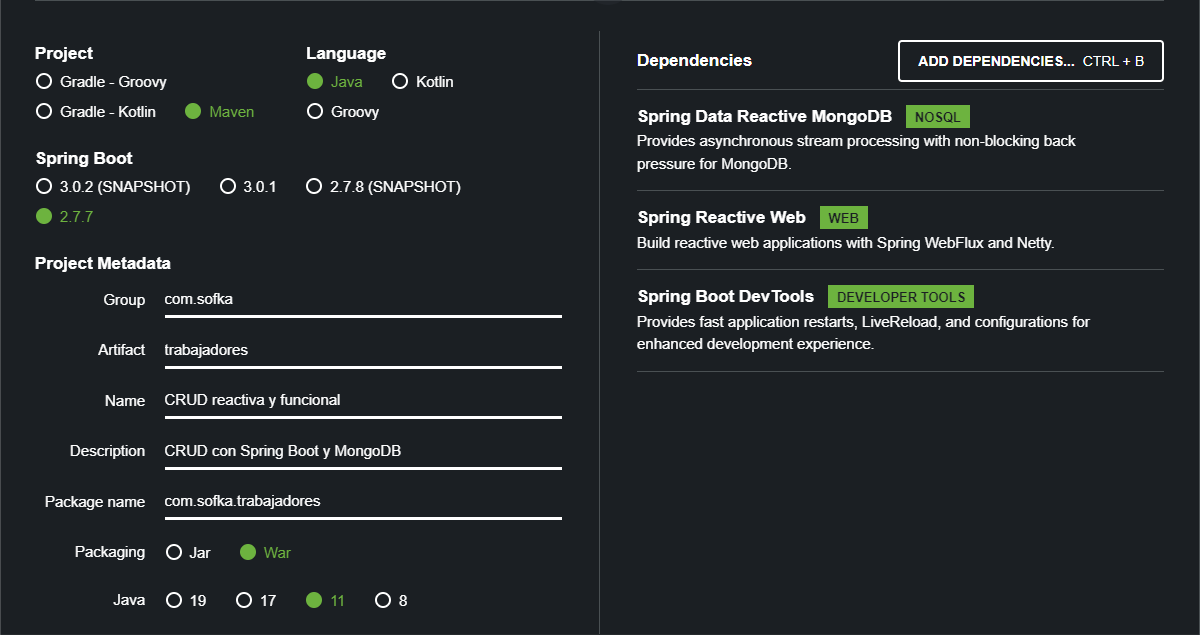 Project
Gradle - Groovy
Gradle - Kotlin Maven
Language
Java Kotlin
Groovy
Spring Boot
3.0.2 (SNAPSHOT) 3.0.1 2.7.8 (SNAPSHOT)
2.7.7
Project Metadata
Group com.sofka
Artifact trabajadores
Name CRUD reactiva y funcional
Description CRUD con Spring Boot y MongoDB
Package name com.sofka.trabajadores
Packaging Jar War
Java 19 17 11 8
Dependencies ADD DEPENDENCIES... CTRL + B
Spring Data Reactive MongoDB NOSQL
Provides asynchronous stream processing with non-blocking back
pressure for MongoDB.
Spring Reactive Web WEB
Build reactive web applications with Spring WebFlux and Netty.
Spring Boot DevTools DEVELOPER TOOLS
Provides fast application restarts, LiveReload, and configurations for
enhanced development experience.